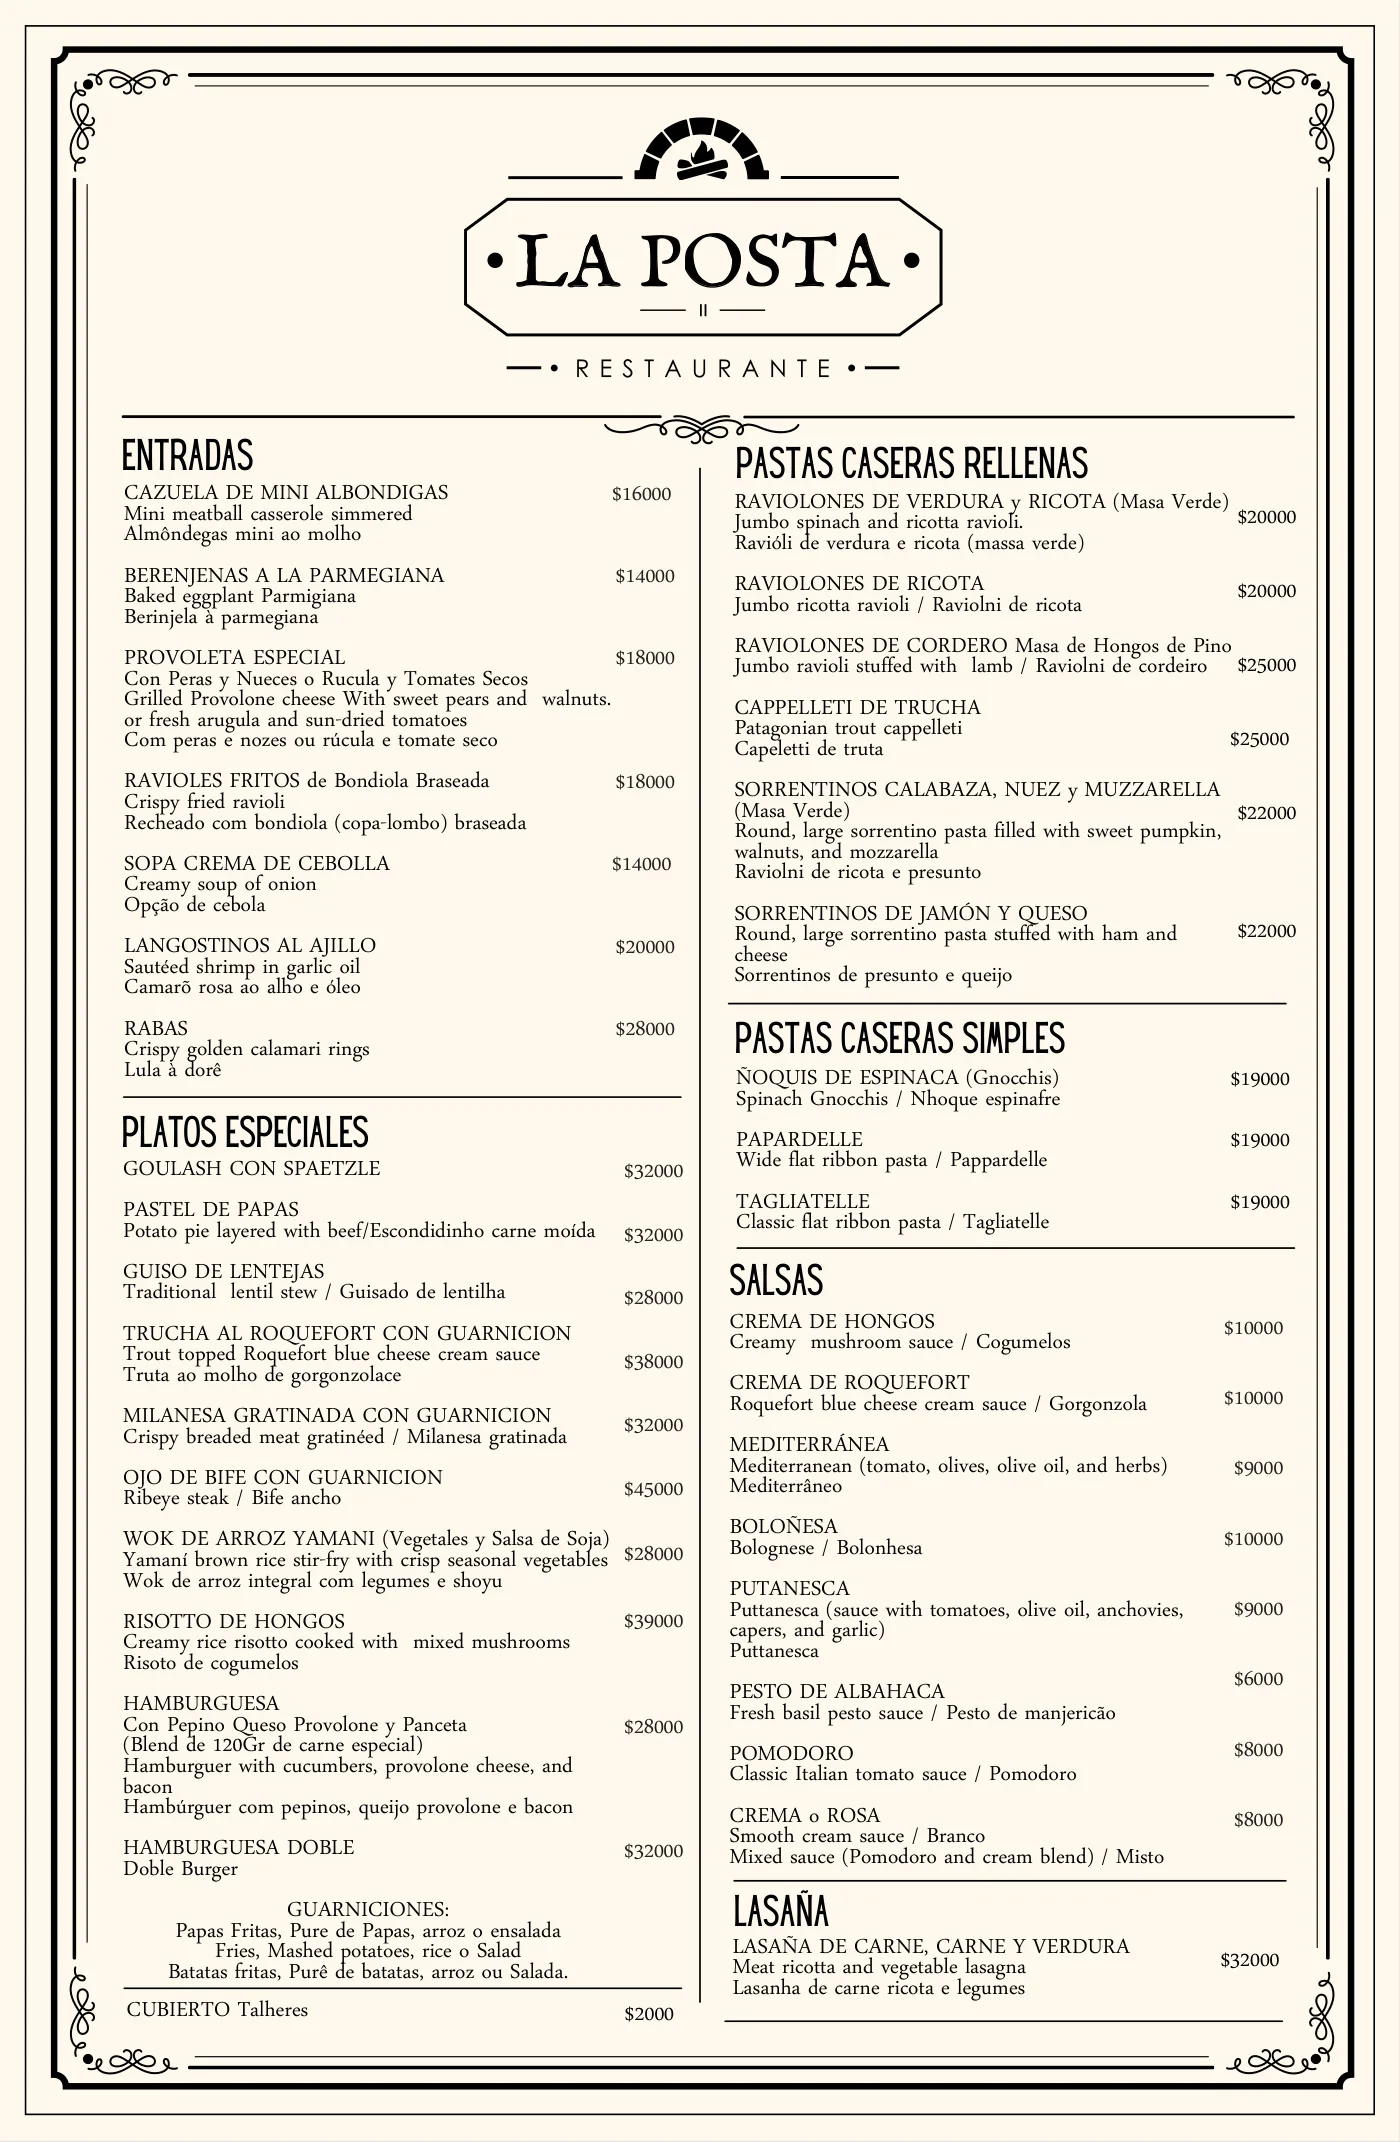 LA POSTA
II
RESTAURANTE
ENTRADAS
CAZUELA DE MINI ALBONDIGAS $16000
Mini meatball casserole simmered
Almôndegas mini ao molho
BERENJENAS A LA PARMEGIANA $14000
Baked eggplant Parmigiana
Berinjela à parmegiana
PROVOLETA ESPECIAL $18000
Con Peras y Nueces o Rucula y Tomates Secos
Grilled Provolone cheese With sweet pears and walnuts.
or fresh arugula and sun-dried tomatoes
Com peras e nozes ou rúcula e tomate seco
RAVIOLES FRITOS de Bondiola Braseada $18000
Crispy fried ravioli
Recheado com bondiola (copa-lombo) braseada
SOPA CREMA DE CEBOLLA $14000
Creamy soup of onion
Opção de cebola
LANGOSTINOS AL AJILLO $20000
Sautéed shrimp in garlic oil
Camarõ rosa ao alho e óleo
RABAS $28000
Crispy golden calamari rings
Lula à dorê
PLATOS ESPECIALES
GOULASH CON SPAETZLE $32000
PASTEL DE PAPAS
Potato pie layered with beef/Escondidinho carne moída $32000
GUISO DE LENTEJAS
Traditional lentil stew / Guisado de lentilha $28000
TRUCHA AL ROQUEFORT CON GUARNICION
Trout topped Roquefort blue cheese cream sauce $38000
Truta ao molho de gorgonzolace
MILANESA GRATINADA CON GUARNICION
Crispy breaded meat gratinéed / Milanesa gratinada $32000
OJO DE BIFE CON GUARNICION
Ribeye steak / Bife ancho $45000
WOK DE ARROZ YAMANI (Vegetales y Salsa de Soja)
Yamaní brown rice stir-fry with crisp seasonal vegetables $28000
Wok de arroz integral com legumes e shoyu
RISOTTO DE HONGOS $39000
Creamy rice risotto cooked with mixed mushrooms
Risoto de cogumelos
HAMBURGUESA
Con Pepino Queso Provolone y Panceta $28000
(Blend de 120Gr de carne especial)
Hamburguer with cucumbers, provolone cheese, and
bacon
Hambúrguer com pepinos, queijo provolone e bacon
HAMBURGUESA DOBLE $32000
Doble Burger
GUARNICIONES:
Papas Fritas, Pure de Papas, arroz o ensalada
Fries, Mashed potatoes, rice o Salad
Batatas fritas, Purê de batatas, arroz ou Salada.
CUBIERTO Talheres $2000
PASTAS CASERAS RELLENAS
RAVIOLONES DE VERDURA y RICOTA (Masa Verde)
Jumbo spinach and ricotta ravioli. $20000
Ravióli de verdura e ricota (massa verde)
RAVIOLONES DE RICOTA $20000
Jumbo ricotta ravioli / Raviolni de ricota
RAVIOLONES DE CORDERO Masa de Hongos de Pino
Jumbo ravioli stuffed with lamb / Raviolni de cordeiro $25000
CAPPELLETI DE TRUCHA
Patagonian trout cappelleti $25000
Capeletti de truta
SORRENTINOS CALABAZA, NUEZ y MUZZARELLA
(Masa Verde) $22000
Round, large sorrentino pasta filled with sweet pumpkin,
walnuts, and mozzarella
Raviolni de ricota e presunto
SORRENTINOS DE JAMÓN Y QUESO
Round, large sorrentino pasta stuffed with ham and $22000
cheese
Sorrentinos de presunto e queijo
PASTAS CASERAS SIMPLES
ÑOQUIS DE ESPINACA (Gnocchis) $19000
Spinach Gnocchis / Nhoque espinafre
PAPARDELLE $19000
Wide flat ribbon pasta / Pappardelle
TAGLIATELLE $19000
Classic flat ribbon pasta / Tagliatelle
SALSAS
CREMA DE HONGOS $10000
Creamy mushroom sauce / Cogumelos
CREMA DE ROQUEFORT
Roquefort blue cheese cream sauce / Gorgonzola $10000
MEDITERRÁNEA
Mediterranean (tomato, olives, olive oil, and herbs) $9000
Mediterrâneo
BOLOÑESA $10000
Bolognese / Bolonhesa
PUTANESCA
Puttanesca (sauce with tomatoes, olive oil, anchovies, $9000
capers, and garlic)
Puttanesca
PESTO DE ALBAHACA $6000
Fresh basil pesto sauce / Pesto de manjericão
POMODORO $8000
Classic Italian tomato sauce / Pomodoro
CREMA o ROSA $8000
Smooth cream sauce / Branco
Mixed sauce (Pomodoro and cream blend) / Misto
LASAÑA
LASAÑA DE CARNE, CARNE Y VERDURA $32000
Meat ricotta and vegetable lasagna
Lasanha de carne ricota e legumes